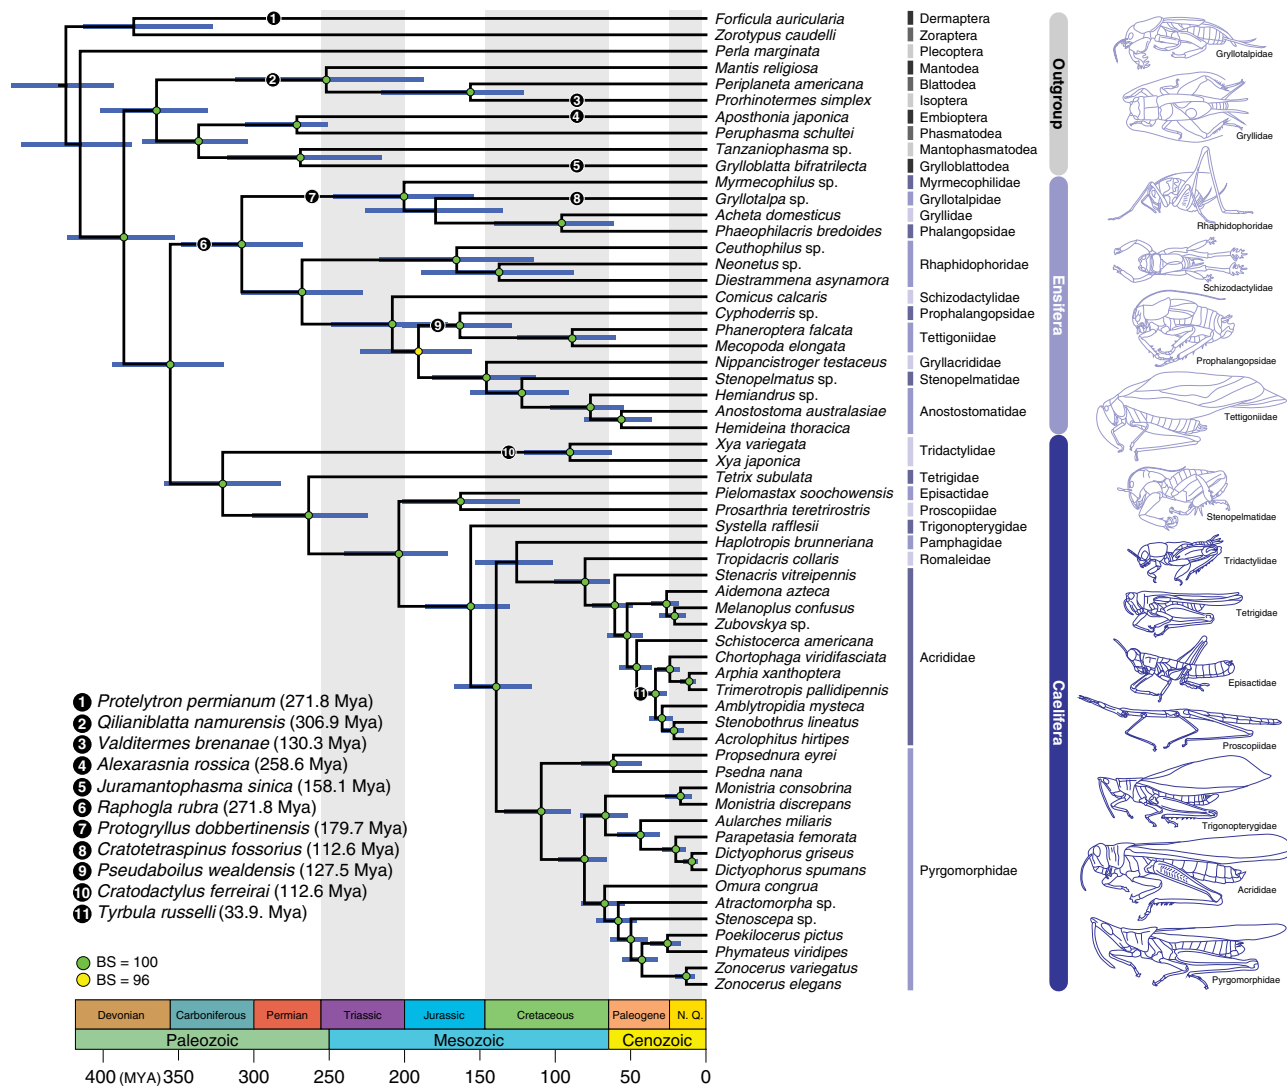 Forficula auricularia
Zorotypus caudelli
Perla marginata
Mantis religiosa
Periplaneta americana
Prorhinotermes simplex
Aposthonia japonica
Peruphasma schultei
Tanzaniophasma sp.
Grylloblatta bifratrilecta
Myrmecophilus sp.
Gryllotalpa sp.
Acheta domesticus
Phaeophilacris bredoides
Ceuthophilus sp.
Neonetus sp.
Diestrammena asynamora
Comicus calcaris
Cyphoderris sp.
Phaneroptera falcata
Mecopoda elongata
Nippancistroger testaceus
Stenopelmatus sp.
Hemiandrus sp.
Anostostoma australasiae
Hemideina thoracica
Xya variegata
Xya japonica
Tetrix subulata
Pielomastax soochowensis
Prosarthria teretrirostris
Systella rafflesii
Haplotropis brunneriana
Tropidacris collaris
Stenacris vitreipennis
Aidemona azteca
Melanoplus confusus
Zubovskya sp.
Schistocerca americana
Chortophaga viridifasciata
Arphia xanthoptera
Trimerotropis pallidipennis
Amblytropidia mysteca
Stenobothrus lineatus
Acrolophitus hirtipes
Propsednura eyrei
Psedna nana
Monistria consobrina
Monistria discrepans
Aularches miliaris
Parapetasia femorata
Dictyophorus griseus
Dictyophorus spumans
Omura congrua
Atractomorpha sp.
Stenoscepa sp.
Poekilocerus pictus
Phymateus viridipes
Zonocerus variegatus
Zonocerus elegans
Dermaptera
Zoraptera
Plecoptera
Mantodea
Blattodea
Isoptera
Embioptera
Phasmatodea
Mantophasmatodea
Grylloblattodea
Myrmecophilidae
Gryllotalpidae
Gryllidae
Phalangopsidae
Rhaphidophoridae
Schizodactylidae
Prophalangopsidae
Tettigoniidae
Gryllacrididae
Stenopelmatidae
Anostostomatidae
Tridactylidae
Tetrigidae
Episactidae
Proscopiidae
Trigonopterygidae
Pamphagidae
Romaleidae
Acrididae
Pyrgomorphidae
Outgroup
Ensifera
Caelifera
Gryllotalpidae
Gryllidae
Rhaphidophoridae
Schizodactylidae
Prophalangopsidae
Tettigoniidae
Stenopelmatidae
Tridactylidae
Tetrigidae
Episactidae
Proscopiidae
Trigonopterygidae
Acrididae
Pyrgomorphidae
1
2
3
4
5
6
7
8
9
10
11
1 Protelytron permianum (271.8 Mya)
2 Qilianiblatta namurensis (306.9 Mya)
3 Valditermes brenanae (130.3 Mya)
4 Alexarasnia rossica (258.6 Mya)
5 Juramantophasma sinica (158.1 Mya)
6 Raphogla rubra (271.8 Mya)
7 Protogryllus dobbertinensis (179.7 Mya)
8 Cratotetraspinus fossorius (112.6 Mya)
9 Pseudaboilus wealdensis (127.5 Mya)
10 Cratodactylus ferreirai (112.6 Mya)
11 Tyrbula russelli (33.9. Mya)
BS = 100
BS = 96
Devonian Carboniferous Permian Triassic Jurassic Cretaceous Paleogene N. Q.
Paleozoic Mesozoic Cenozoic
400 (MYA) 350 300 250 200 150 100 50 0